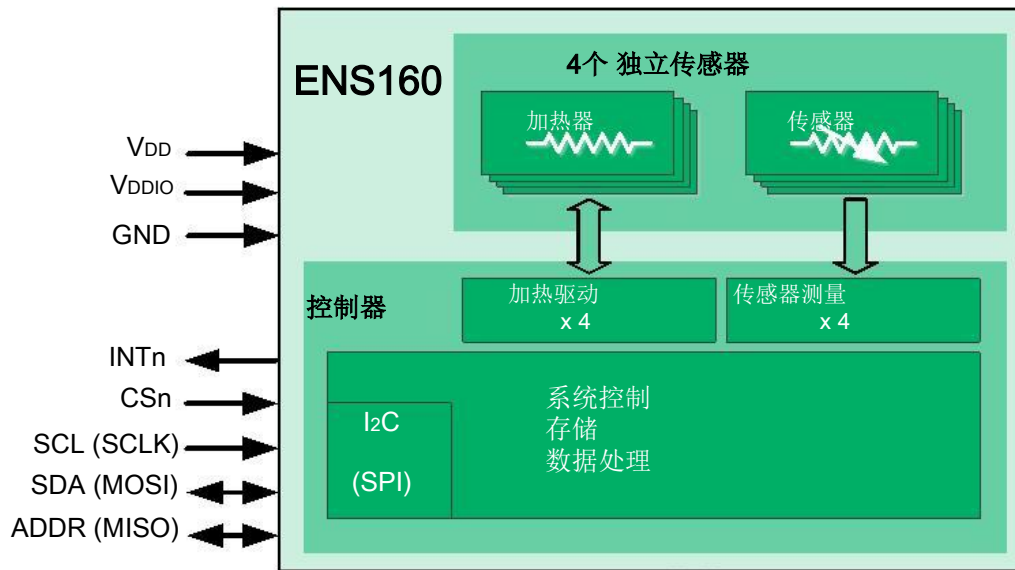 ENS160
4个 独立传感器
加热器
传感器
VDD
VDDIO
GND
控制器
加热驱动
x 4
传感器测量
x 4
INTn
CSn
SCL (SCLK)
SDA (MOSI)
ADDR (MISO)
I2C
(SPI)
系统控制
存储
数据处理